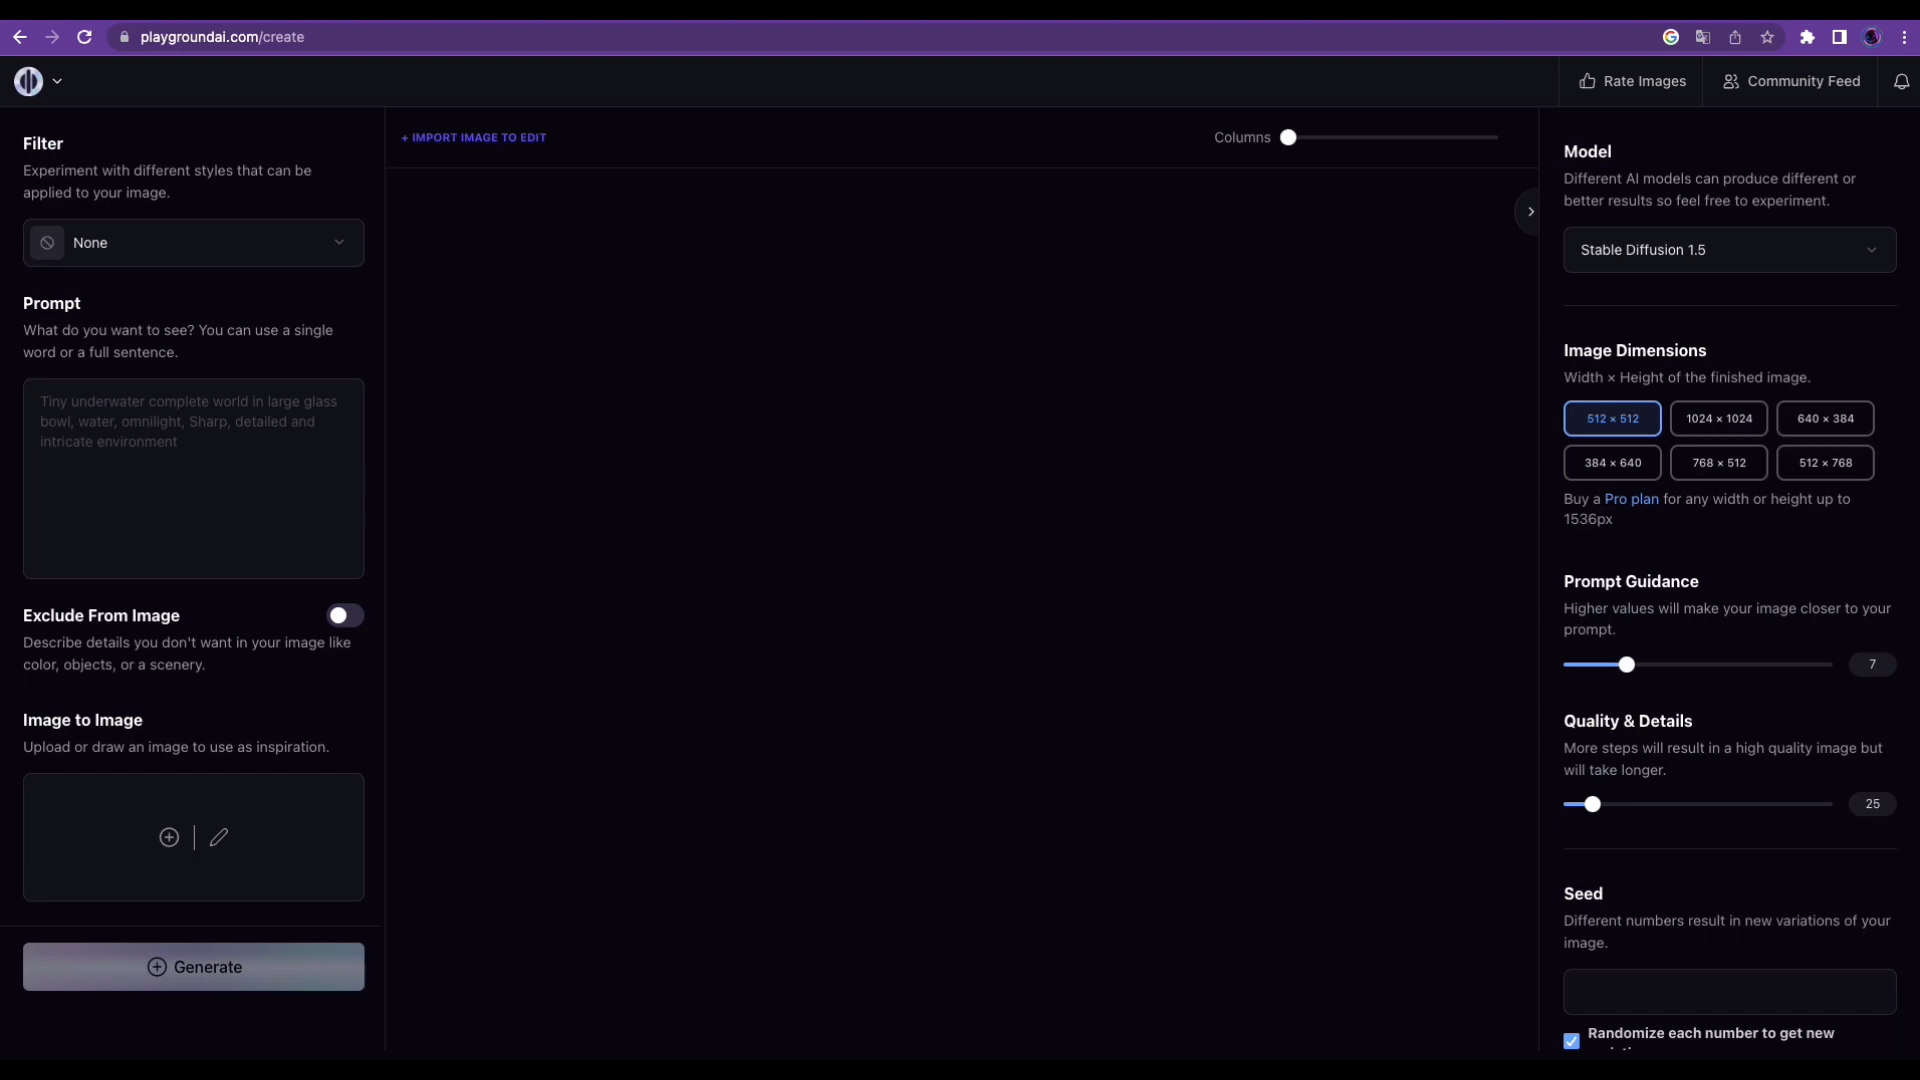 playgroundai.com/create
Rate Images
Community Feed
Filter
Experiment with different styles that can be
applied to your image.
None
Prompt
What do you want to see? You can use a single
word or a full sentence.
Tiny underwater complete world in large glass
bowl, water, omnilight, Sharp, detailed and
intricate environment
Exclude From Image
Describe details you don't want in your image like
color, objects, or a scenery.
Image to Image
Upload or draw an image to use as inspiration.
Generate
+ IMPORT IMAGE TO EDIT
Columns
Model
Different AI models can produce different or
better results so feel free to experiment.
Stable Diffusion 1.5
Image Dimensions
Width × Height of the finished image.
512 × 512
1024 × 1024
640 × 384
384 × 640
768 × 512
512 × 768
Buy a Pro plan for any width or height up to
1536px
Prompt Guidance
Higher values will make your image closer to your
prompt.
7
Quality & Details
More steps will result in a high quality image but
will take longer.
25
Seed
Different numbers result in new variations of your
image.
Randomize each number to get new